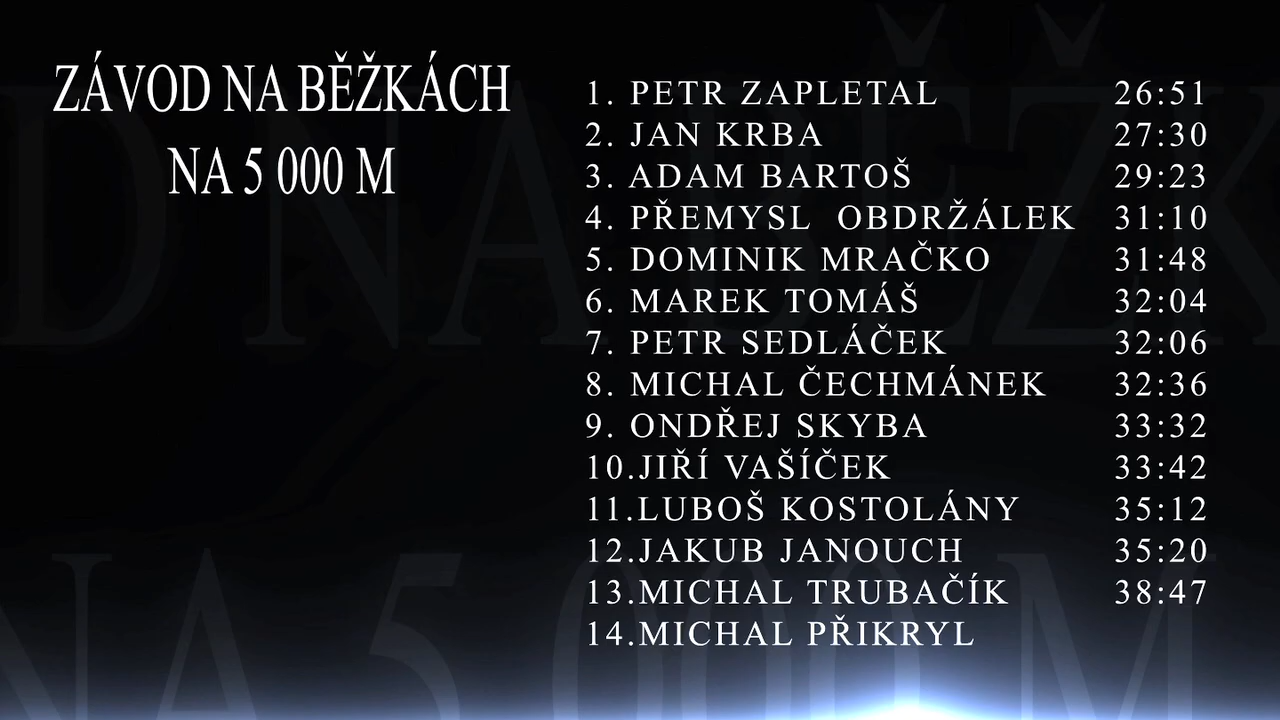 ZÁVOD NA BĚŽKÁCH
NA 5 000 M
1. PETR ZAPLETAL 26:51
2. JAN KRBA 27:30
3. ADAM BARTOŠ 29:23
4. PŘEMYSL OBDRŽÁLEK 31:10
5. DOMINIK MRAČKO 31:48
6. MAREK TOMÁŠ 32:04
7. PETR SEDLÁČEK 32:06
8. MICHAL ČECHMÁNEK 32:36
9. ONDŘEJ SKYBA 33:32
10.JIŘÍ VAŠÍČEK 33:42
11.LUBOŠ KOSTOLÁNY 35:12
12.JAKUB JANOUCH 35:20
13.MICHAL TRUBAČÍK 38:47
14.MICHAL PŘIKRYL